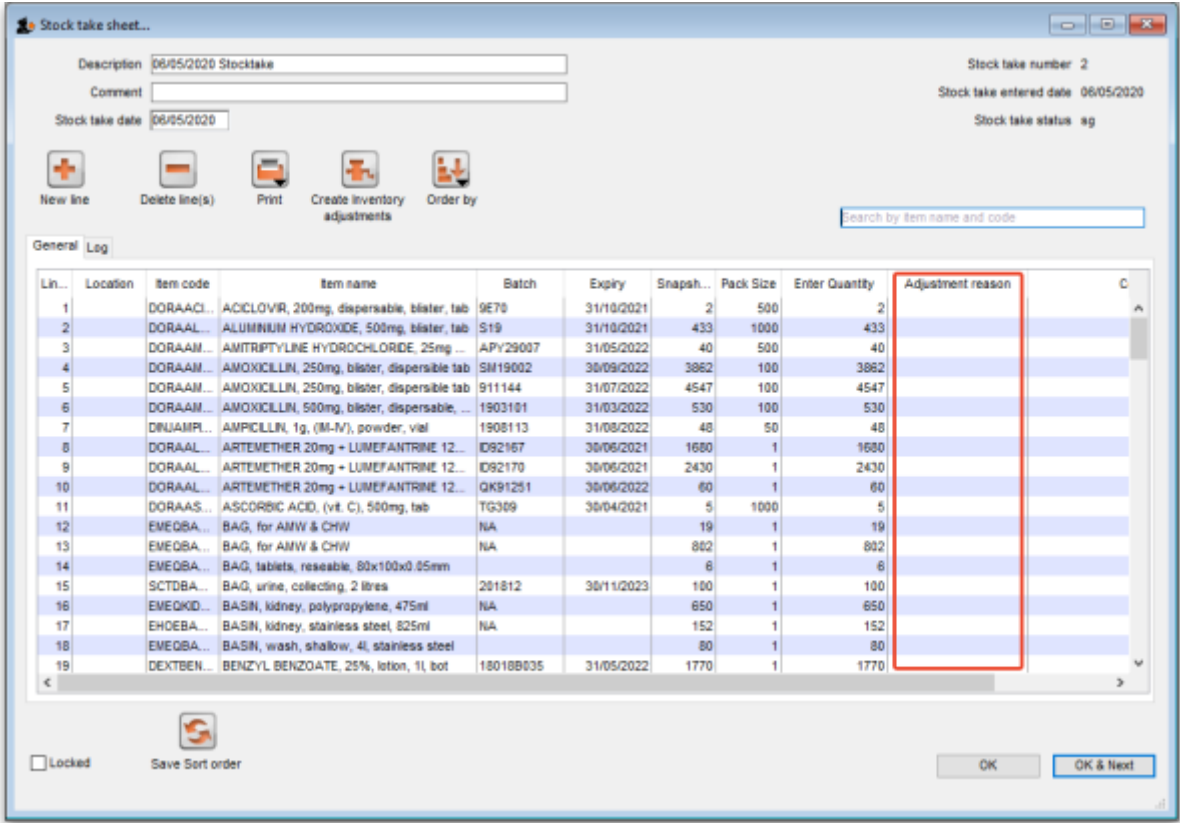 Stock take sheet...
Description 06/05/2020 Stocktake Stock take number 2
Comment Stock take entered date 06/05/2020
Stock take date 06/05/2020 Stock take status sg
New line Delete line(s) Print Create inventory adjustments Order by
Search by item name and code
General Log
Lin... Location Item code Item name Batch Expiry Snapsh... Pack Size Enter Quantity Adjustment reason C
1 DORAACI... ACICLOVIR, 200mg, dispersable, blister, tab 9E70 31/10/2021 2 500 2
2 DORAAL... ALUMINIUM HYDROXIDE, 500mg, blister, tab S19 31/10/2021 433 1000 433
3 DORAAM... AMITRIPTYLINE HYDROCHLORIDE, 25mg ... APY29007 31/05/2022 40 500 40
4 DORAAM... AMOXICILLIN, 250mg, blister, dispersible tab SM19002 30/09/2022 3862 100 3862
5 DORAAM... AMOXICILLIN, 250mg, blister, dispersible tab 911144 31/07/2022 4547 100 4547
6 DORAAM... AMOXICILLIN, 500mg, blister, dispersable, ... 1903101 31/03/2022 530 100 530
7 DINJAMPI... AMPICILLIN, 1g, (IM-IV), powder, vial 1908113 31/08/2022 48 50 48
8 DORAAL... ARTEMETHER 20mg + LUMEFANTRINE 12... ID92167 30/06/2021 1680 1 1680
9 DORAAL... ARTEMETHER 20mg + LUMEFANTRINE 12... ID92170 30/06/2021 2430 1 2430
10 DORAAL... ARTEMETHER 20mg + LUMEFANTRINE 12... QK91251 30/06/2022 60 1 60
11 DORAAS... ASCORBIC ACID, (vit. C), 500mg, tab TG309 30/04/2021 5 1000 5
12 EMEQBA... BAG, for AMW & CHW NA 19 1 19
13 EMEQBA... BAG, for AMW & CHW NA 802 1 802
14 EMEQBA... BAG, tablets, reseable, 80x100x0.05mm 6 1 6
15 SCTDBA... BAG, urine, collecting, 2 litres 201812 30/11/2023 100 1 100
16 EMEQKID... BASIN, kidney, polypropylene, 475ml NA 650 1 650
17 EHOEBA... BASIN, kidney, stainless steel, 825ml NA 152 1 152
18 EMEQBA... BASIN, wash, shallow, 4l, stainless steel 80 1 80
19 DEXTBEN... BENZYL BENZOATE, 25%, lotion, 1l, bot 18018B035 31/05/2022 1770 1 1770
Locked Save Sort order OK OK & Next